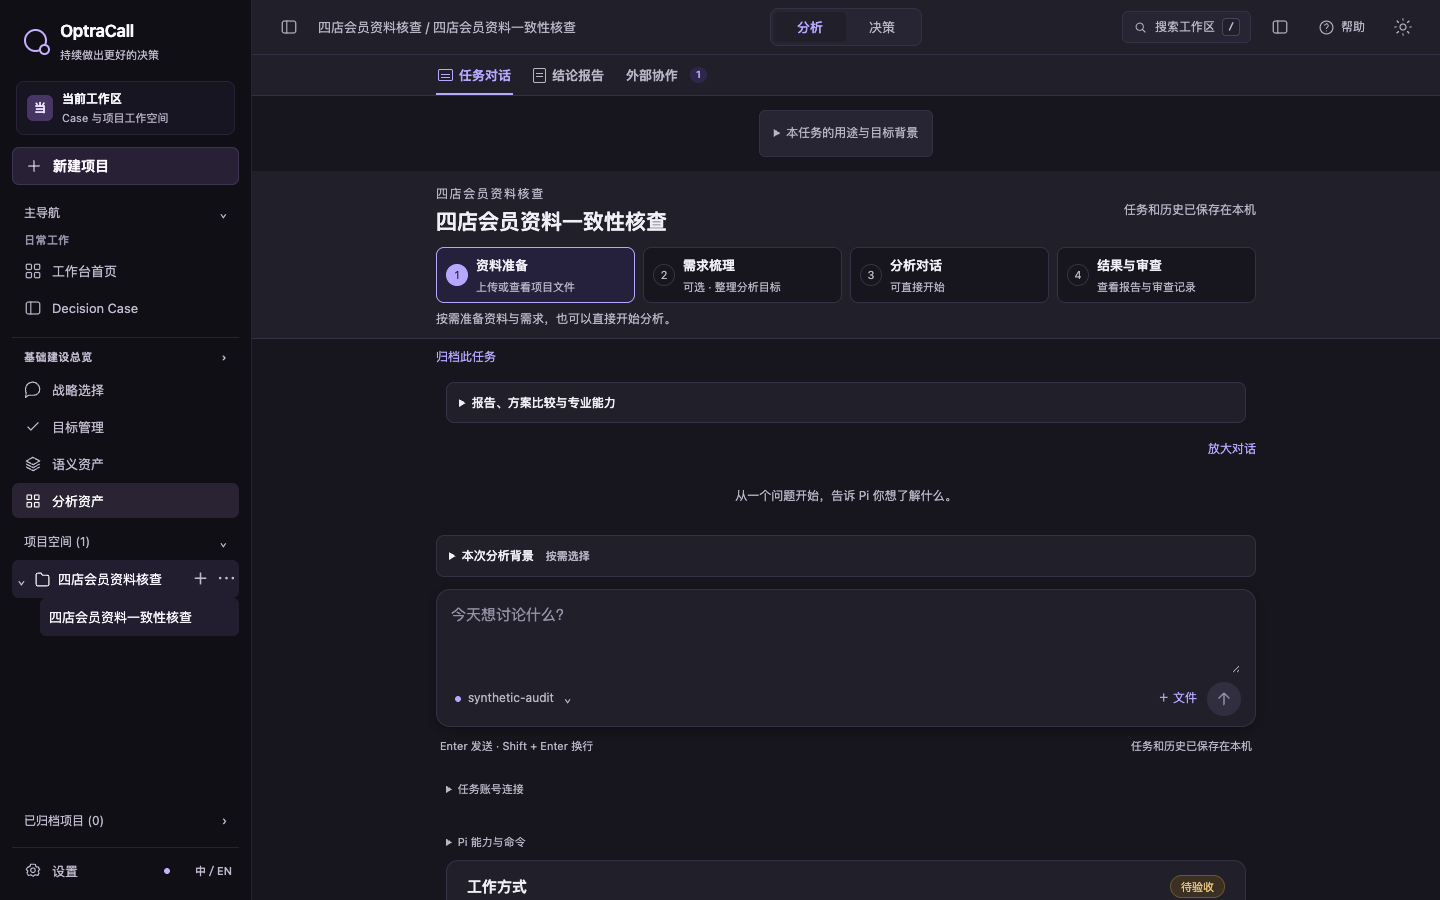 OptraCall
持续做出更好的决策
当
当前工作区
Case 与项目工作空间
新建项目
主导航
日常工作
工作台首页
Decision Case
基础建设总览
战略选择
目标管理
语义资产
分析资产
项目空间 (1)
四店会员资料核查
四店会员资料一致性核查
已归档项目 (0)
设置
中 / EN
四店会员资料核查 / 四店会员资料一致性核查
分析
决策
搜索工作区 /
帮助
任务对话
结论报告
外部协作 1
本任务的用途与目标背景
四店会员资料核查
四店会员资料一致性核查
任务和历史已保存在本机
1 资料准备
上传或查看项目文件
2 需求梳理
可选 · 整理分析目标
3 分析对话
可直接开始
4 结果与审查
查看报告与审查记录
按需准备资料与需求，也可以直接开始分析。
归档此任务
报告、方案比较与专业能力
放大对话
从一个问题开始，告诉 Pi 你想了解什么。
本次分析背景 按需选择
今天想讨论什么?
synthetic-audit
+ 文件
Enter 发送 · Shift + Enter 换行
任务和历史已保存在本机
任务账号连接
Pi 能力与命令
工作方式
待验收